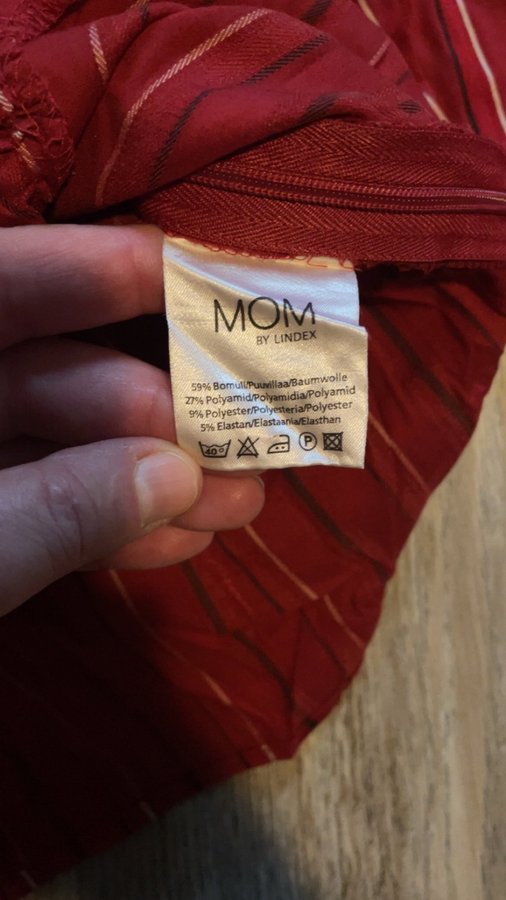 MOM
BY LINDEX
59% Bomull/Puuvillaa/Baumwolle
27% Polyamid/Polyamidia/Polyamid
9% Polyester/Polyesteria/Polyester
5% Elastan/Elastaania/Elasthan
40° P